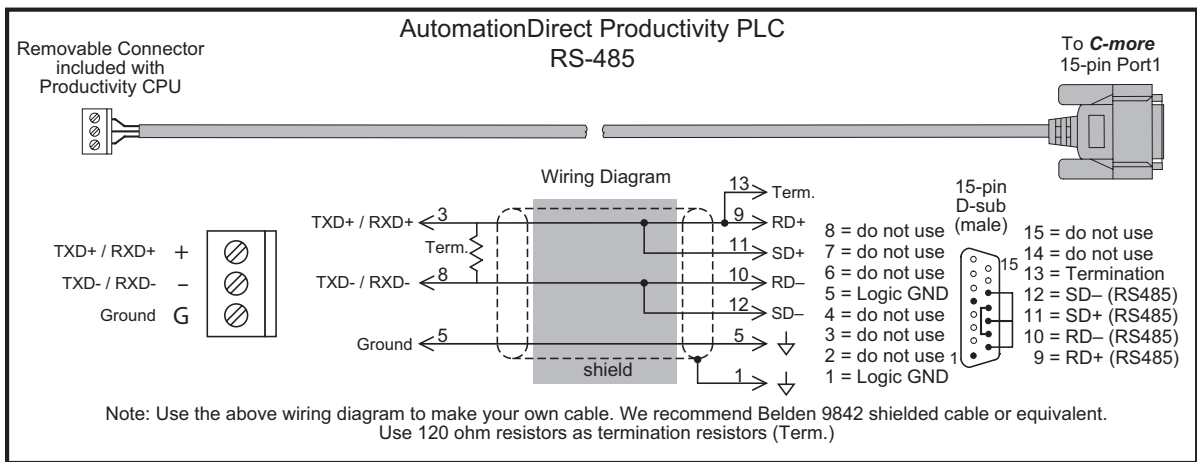 AutomationDirect Productivity PLC
RS-485
Removable Connector
included with
Productivity CPU
To C-more
15-pin Port1
Wiring Diagram
TXD+ / RXD+ +
TXD- / RXD- –
Ground G
TXD+ / RXD+ 3
Term.
TXD- / RXD- 8
Ground 5
shield
13 Term.
9 RD+
11 SD+
10 RD–
12 SD–
5
1
8 = do not use
7 = do not use
6 = do not use
5 = Logic GND
4 = do not use
3 = do not use
2 = do not use
1 = Logic GND
15-pin
D-sub
(male)
15
1
15 = do not use
14 = do not use
13 = Termination
12 = SD– (RS485)
11 = SD+ (RS485)
10 = RD– (RS485)
9 = RD+ (RS485)
Note: Use the above wiring diagram to make your own cable. We recommend Belden 9842 shielded cable or equivalent.
Use 120 ohm resistors as termination resistors (Term.)